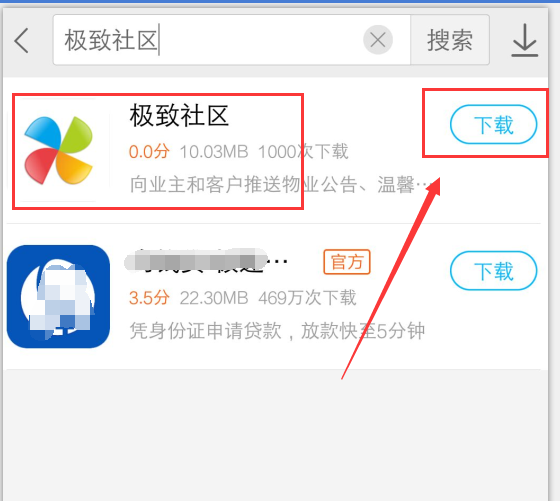 极致社区 搜索
极致社区
0.0分 10.03MB 1000次下载
向业主和客户推送物业公告、温馨…
下载
官方
3.5分 22.30MB 469万次下载
凭身份证申请贷款，放款快至5分钟
下载